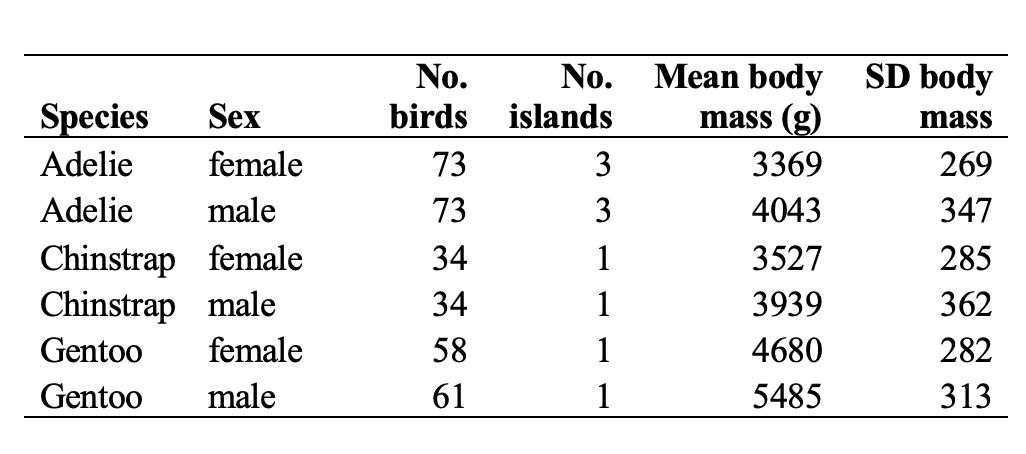 No. No. Mean body SD body
Species Sex birds islands mass (g) mass
Adelie female 73 3 3369 269
Adelie male 73 3 4043 347
Chinstrap female 34 1 3527 285
Chinstrap male 34 1 3939 362
Gentoo female 58 1 4680 282
Gentoo male 61 1 5485 313